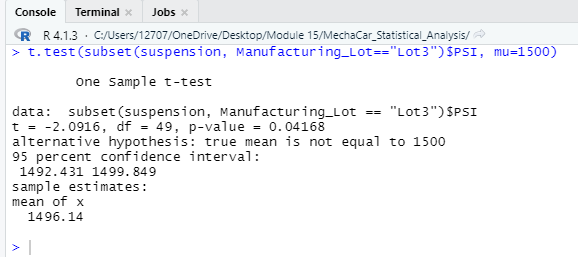 Console Terminal × Jobs ×
R R 4.1.3 · C:/Users/12707/OneDrive/Desktop/Module 15/MechaCar_Statistical_Analysis/
> t.test(subset(suspension, Manufacturing_Lot=="Lot3")$PSI, mu=1500)
One Sample t-test
data:  subset(suspension, Manufacturing_Lot == "Lot3")$PSI
t = -2.0916, df = 49, p-value = 0.04168
alternative hypothesis: true mean is not equal to 1500
95 percent confidence interval:
1492.431 1499.849
sample estimates:
mean of x
1496.14
>